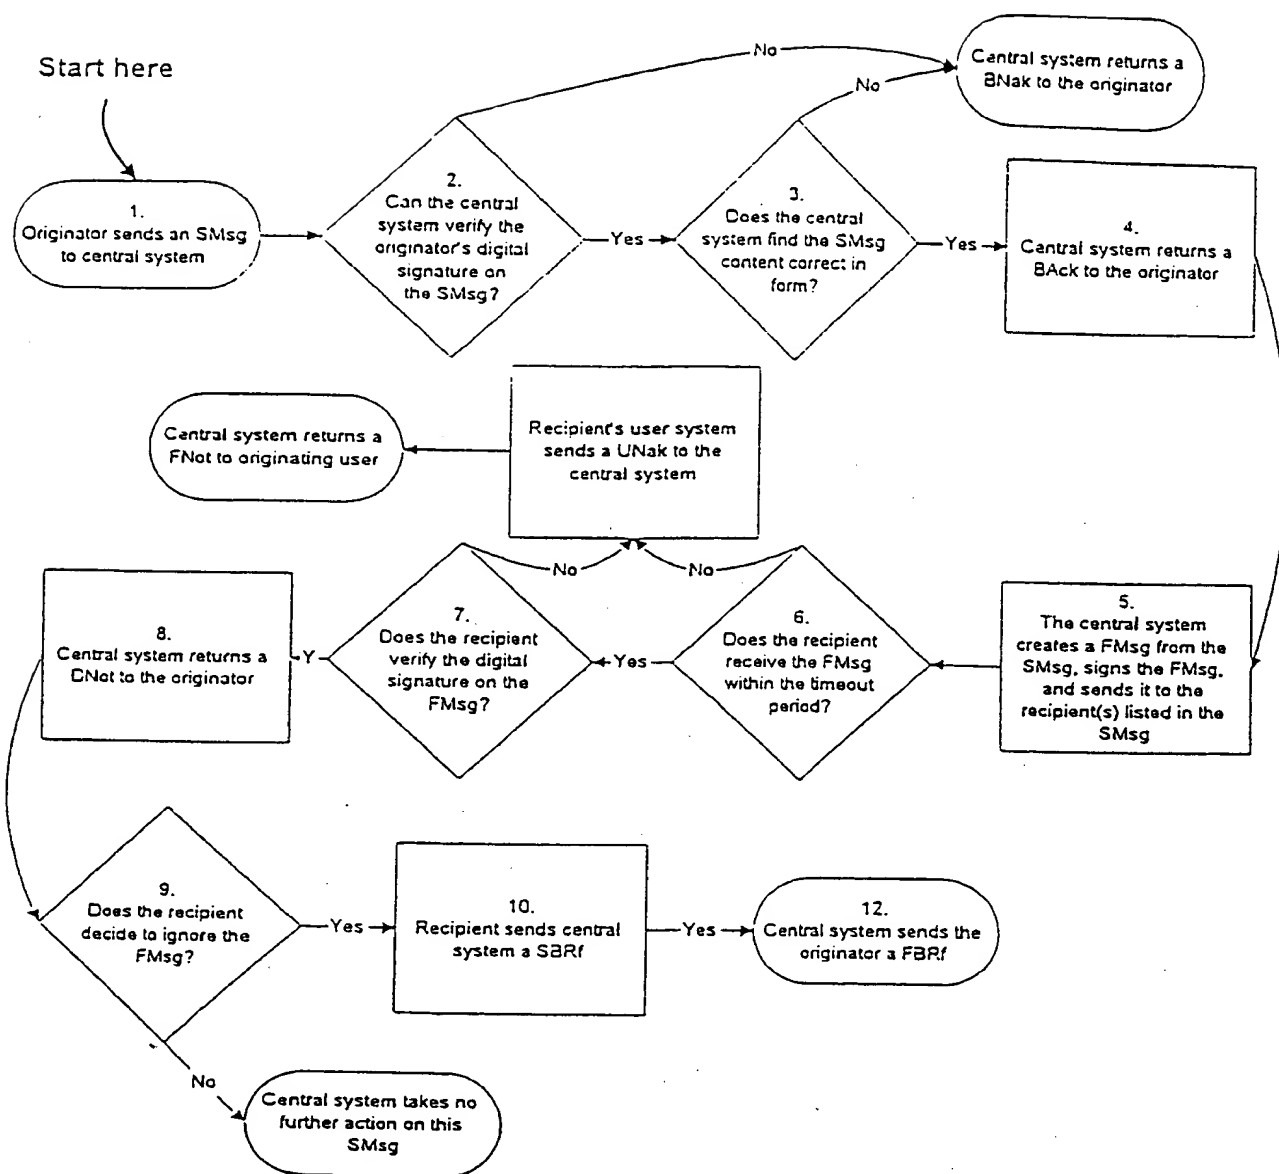 Start here
1.
Originator sends an SMsg
to central system
2.
Can the central
system verify the
originator's digital
signature on
the SMsg?
No
Yes
3.
Does the central
system find the SMsg
content correct in
form?
No
Central system returns a
BNak to the originator
Yes
4.
Central system returns a
BAck to the originator
Central system returns a
FNot to originating user
Recipient's user system
sends a UNak to the
central system
No
No
8.
Central system returns a
DNot to the originator
Y
7.
Does the recipient
verify the digital
signature on the
FMsg?
Yes
6.
Does the recipient
receive the FMsg
within the timeout
period?
5.
The central system
creates a FMsg from the
SMsg, signs the FMsg,
and sends it to the
recipient(s) listed in the
SMsg
9.
Does the recipient
decide to ignore the
FMsg?
Yes
10.
Recipient sends central
system a SBRf
Yes
12.
Central system sends the
originator a FBRf
No
Central system takes no
further action on this
SMsg